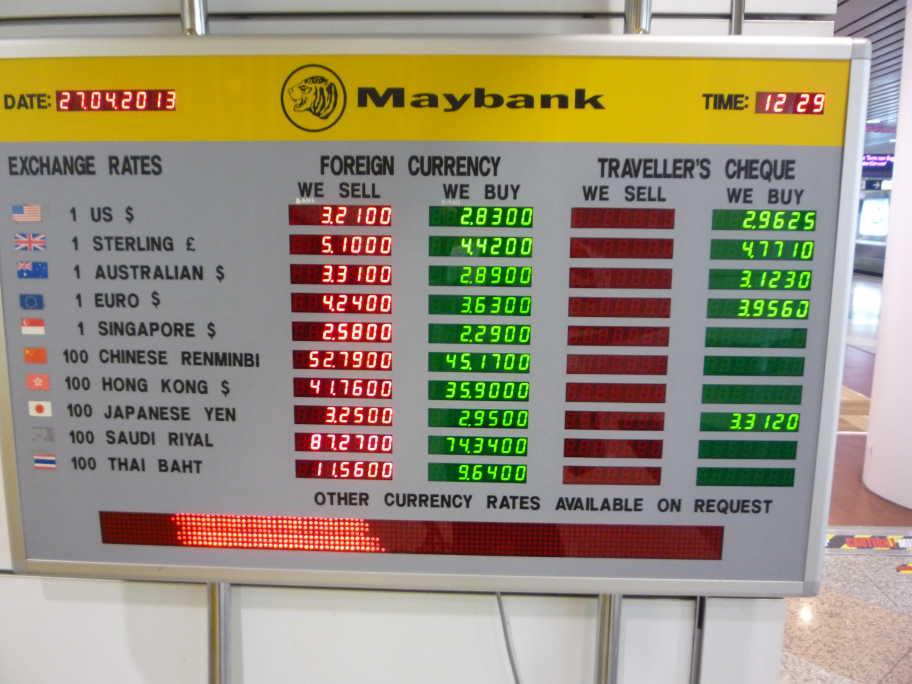 DATE: 27.04.2013 Maybank TIME: 12 29
EXCHANGE RATES FOREIGN CURRENCY TRAVELLER'S CHEQUE
WE SELL WE BUY WE SELL WE BUY
1 US $ 3.2100 2.8300 2.9625
1 STERLING £ 5.1000 4.4200 4.7710
1 AUSTRALIAN $ 3.3100 2.8900 3.1230
1 EURO $ 4.2400 3.6300 3.9560
1 SINGAPORE $ 2.5800 2.2900
100 CHINESE RENMINBI 52.7900 45.1700
100 HONG KONG $ 41.7600 35.9000
100 JAPANESE YEN 3.2500 2.9500 3.3120
100 SAUDI RIYAL 87.2700 74.3400
100 THAI BAHT 11.5600 9.6400
OTHER CURRENCY RATES AVAILABLE ON REQUEST